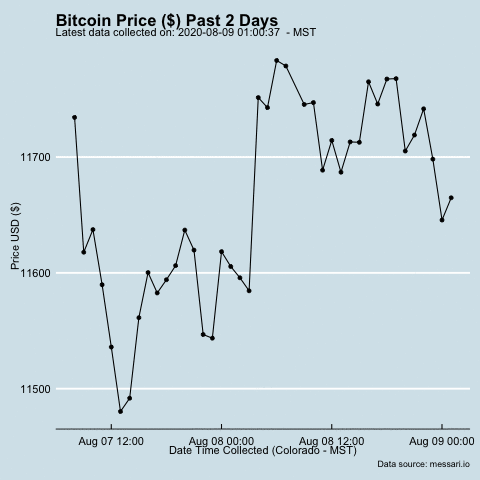 Bitcoin Price ($) Past 2 Days
Latest data collected on: 2020-08-09 01:00:37 - MST
Price USD ($)
11700
11600
11500
Aug 07 12:00 Aug 08 00:00 Aug 08 12:00 Aug 09 00:00
Date Time Collected (Colorado - MST)
Data source: messari.io